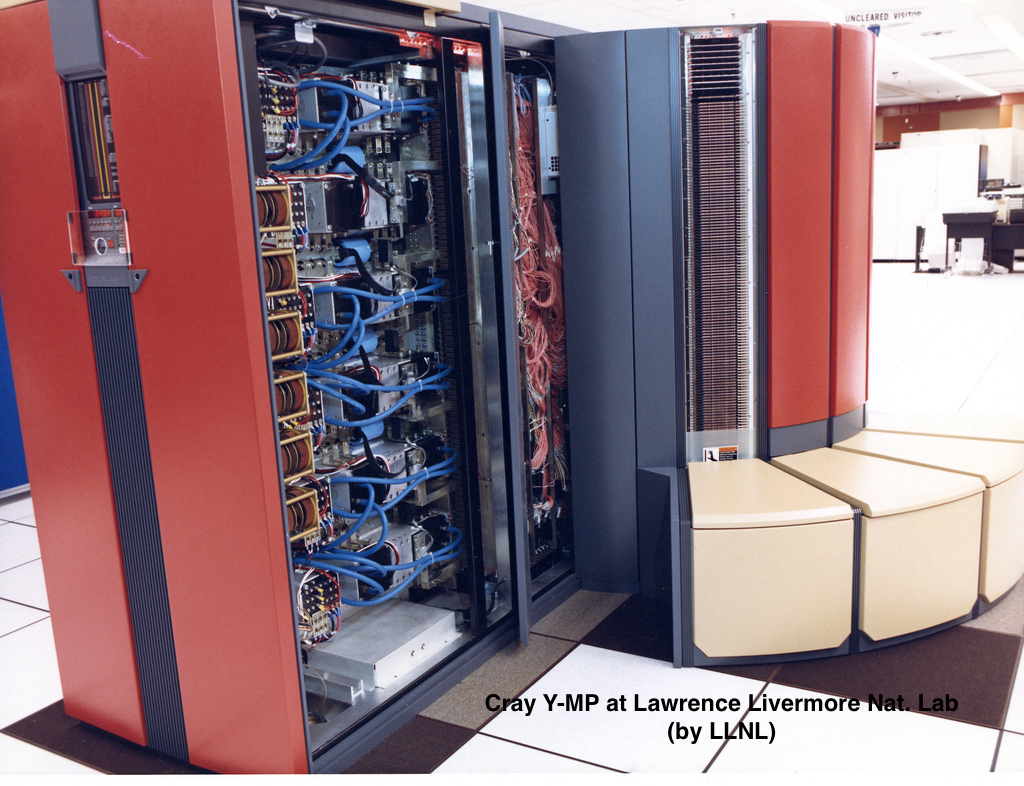 UNCLEARED VISITOR
Cray Y-MP at Lawrence Livermore Nat. Lab
(by LLNL)